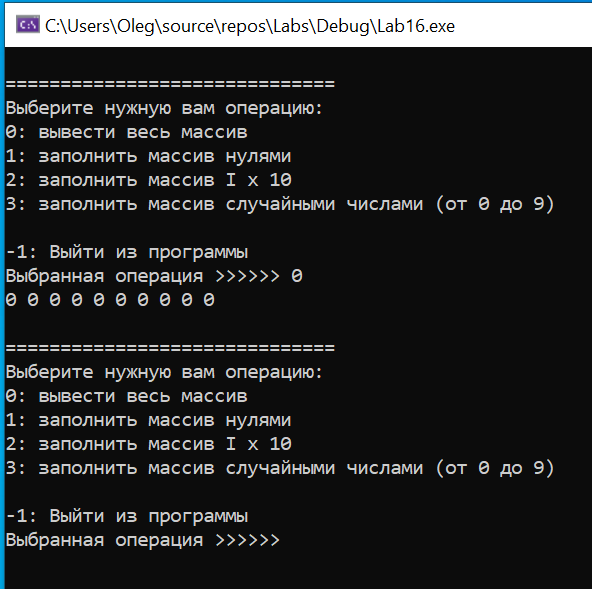 C:\Users\Oleg\source\repos\Labs\Debug\Lab16.exe
==============================
Выберите нужную вам операцию:
0: вывести весь массив
1: заполнить массив нулями
2: заполнить массив I x 10
3: заполнить массив случайными числами (от 0 до 9)
-1: Выйти из программы
Выбранная операция >>>>>> 0
0 0 0 0 0 0 0 0 0 0
==============================
Выберите нужную вам операцию:
0: вывести весь массив
1: заполнить массив нулями
2: заполнить массив I x 10
3: заполнить массив случайными числами (от 0 до 9)
-1: Выйти из программы
Выбранная операция >>>>>>